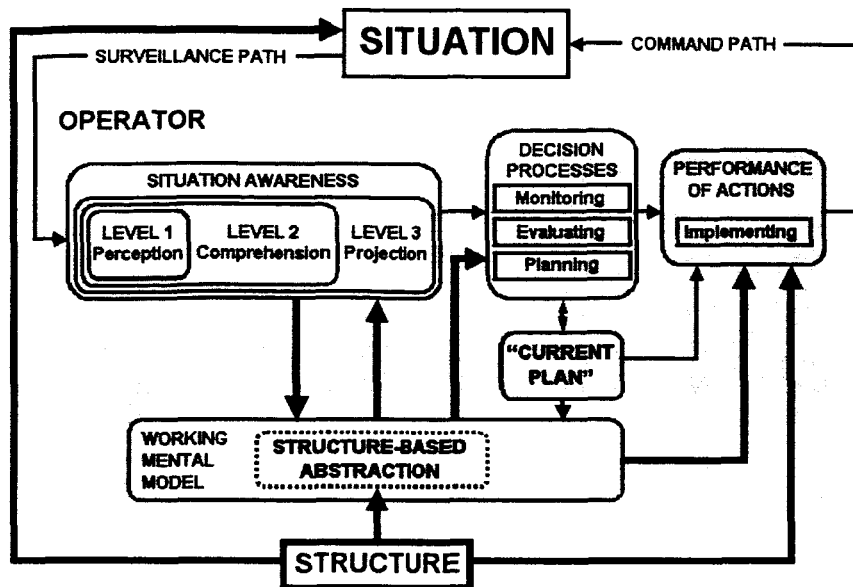 SITUATION
SURVEILLANCE PATH
COMMAND PATH
OPERATOR
SITUATION AWARENESS
LEVEL 1
Perception
LEVEL 2
Comprehension
LEVEL 3
Projection
DECISION
PROCESSES
Monitoring
Evaluating
Planning
PERFORMANCE
OF ACTIONS
Implementing
“CURRENT
PLAN”
WORKING
MENTAL
MODEL
STRUCTURE-BASED
ABSTRACTION
STRUCTURE